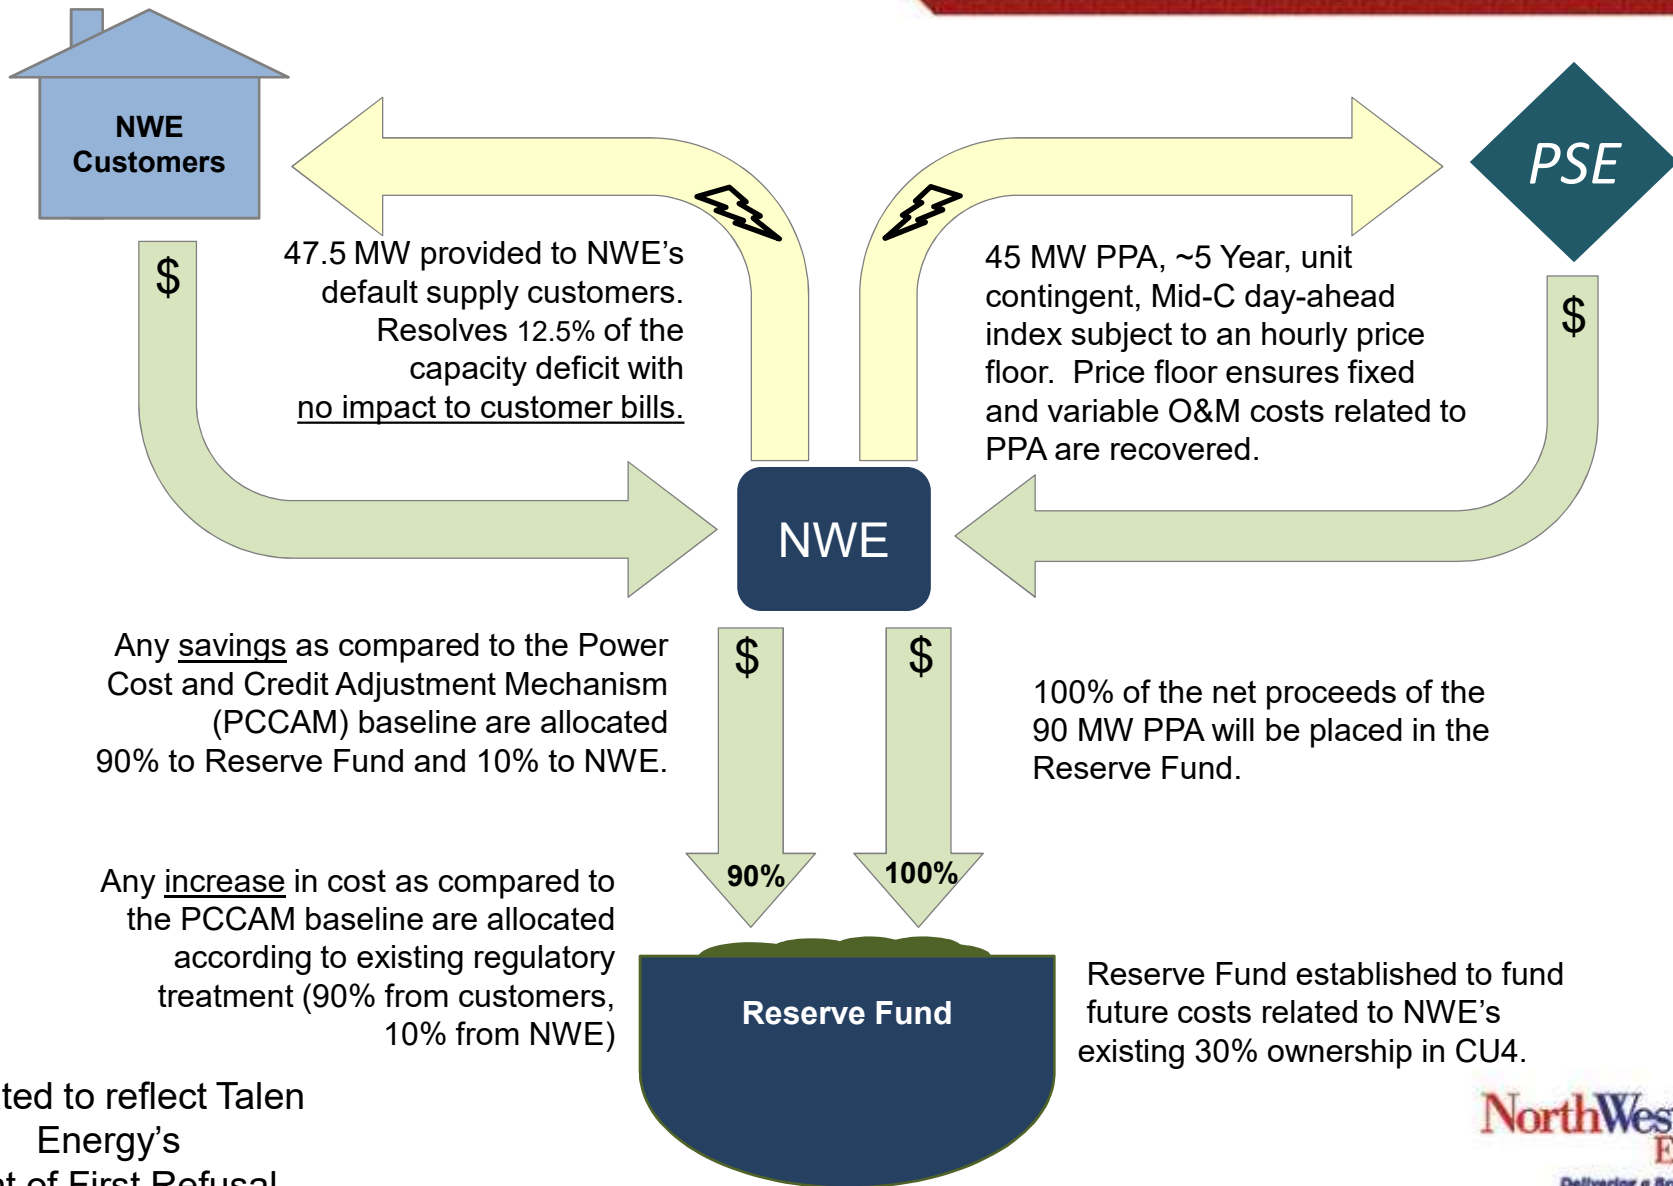 NWE
Customers
PSE
$
47.5 MW provided to NWE’s
default supply customers.
Resolves 12.5% of the
capacity deficit with
no impact to customer bills.
45 MW PPA, ~5 Year, unit
contingent, Mid-C day-ahead
index subject to an hourly price
floor. Price floor ensures fixed
and variable O&M costs related to
PPA are recovered.
$
NWE
Any savings as compared to the Power
Cost and Credit Adjustment Mechanism
(PCCAM) baseline are allocated
90% to Reserve Fund and 10% to NWE.
$
$
100% of the net proceeds of the
90 MW PPA will be placed in the
Reserve Fund.
Any increase in cost as compared to
the PCCAM baseline are allocated
according to existing regulatory
treatment (90% from customers,
10% from NWE)
90%
100%
Reserve Fund
Reserve Fund established to fund
future costs related to NWE’s
existing 30% ownership in CU4.
to reflect Talen
Energy’s
of First Refusal
Delivering a